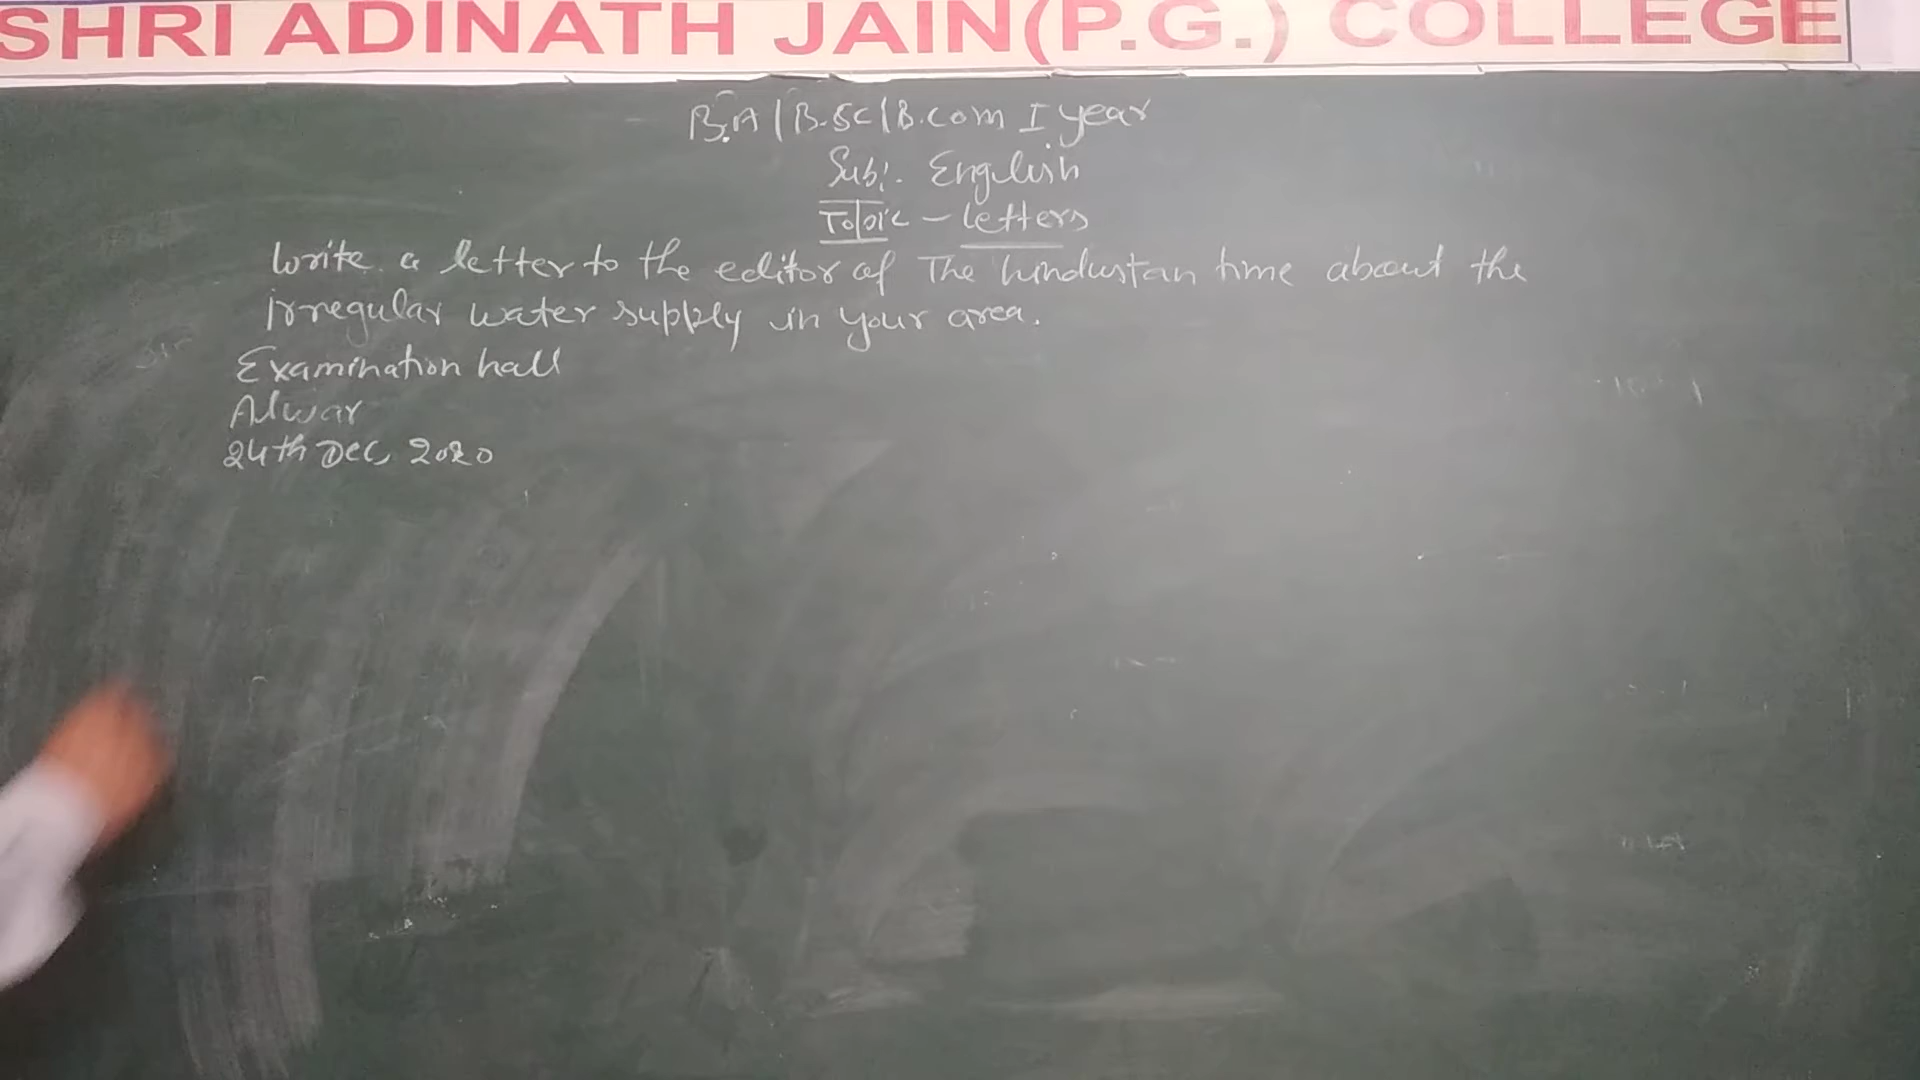 SHRI ADINATH JAIN(P.G.) COLLEGE
B.A | B.SC | B.com I year
Sub:. English
Topic - letters
Write a letter to the editor of The hindustan time about the
irregular water supply in your area.
Examination hall
Alwar
24th Dec, 2020